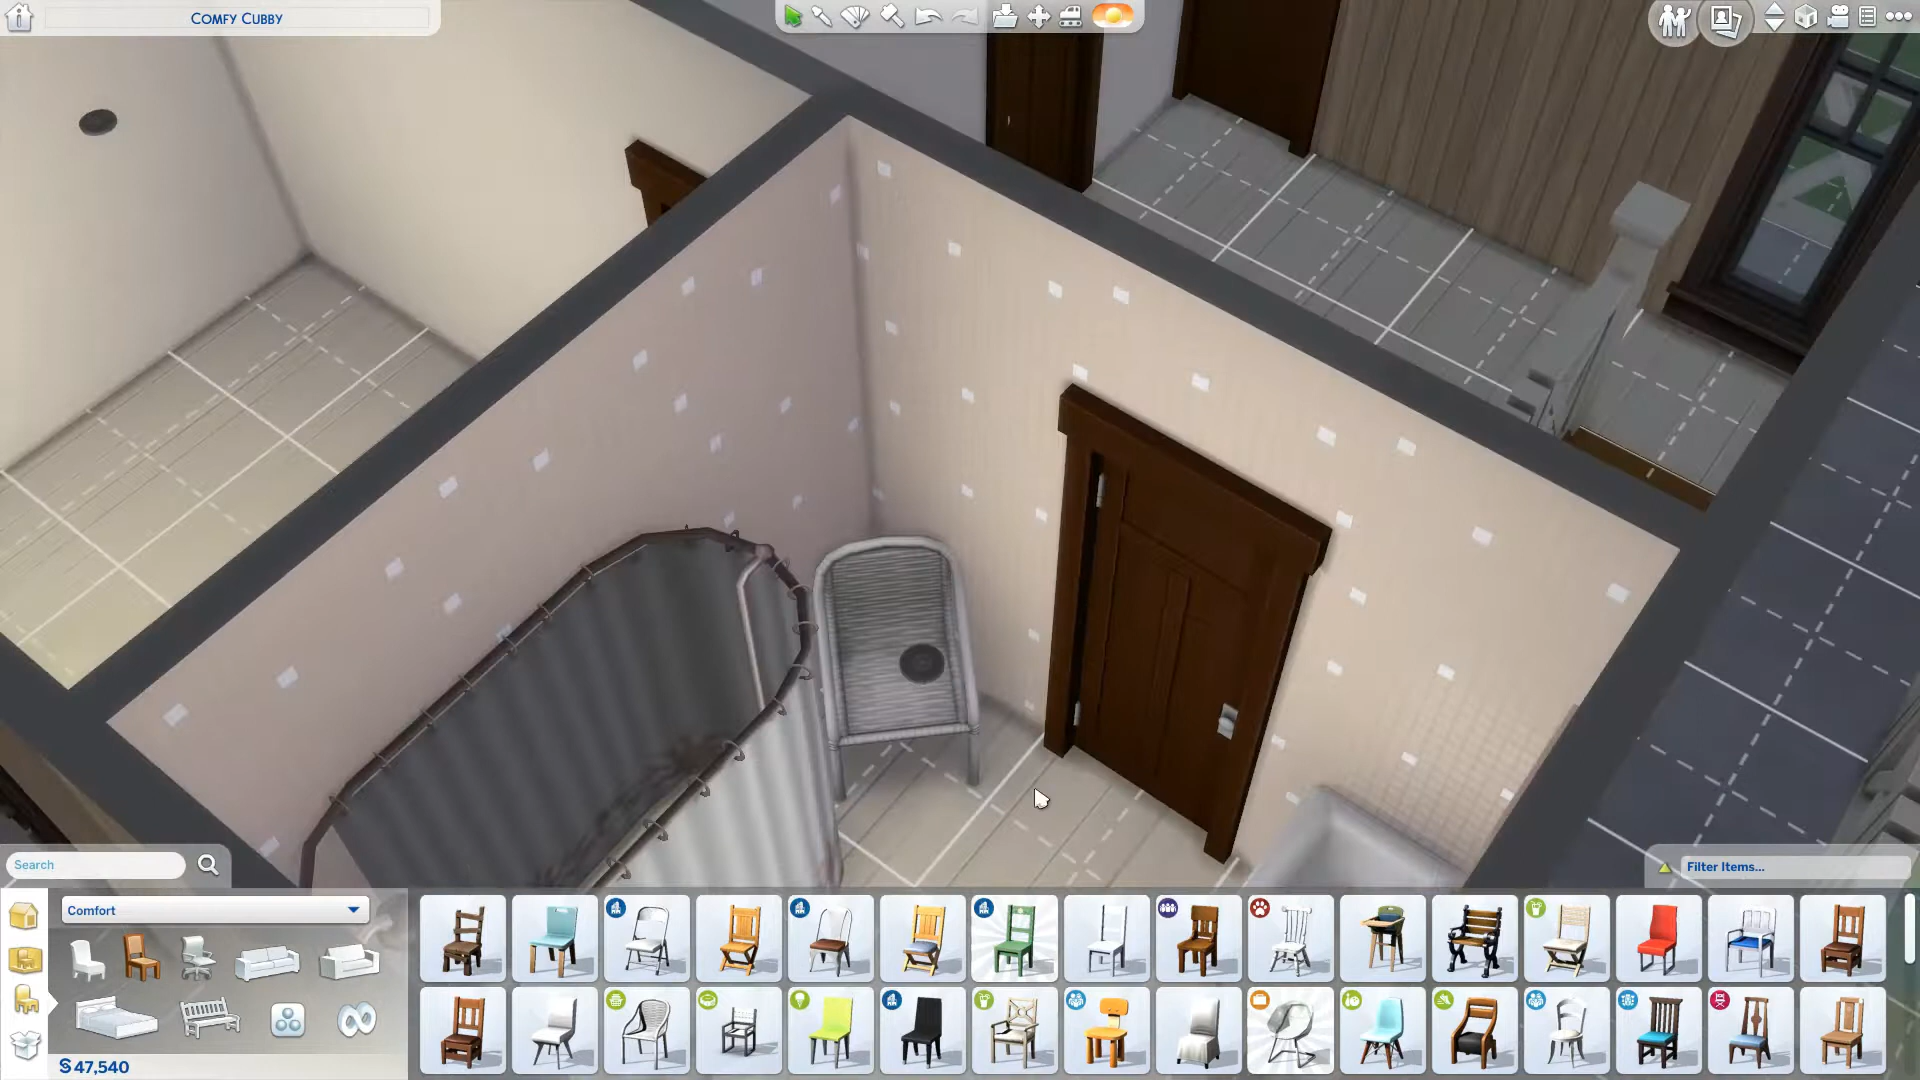 COMFY CUBBY
Search
Filter Items...
Comfort
§47,540